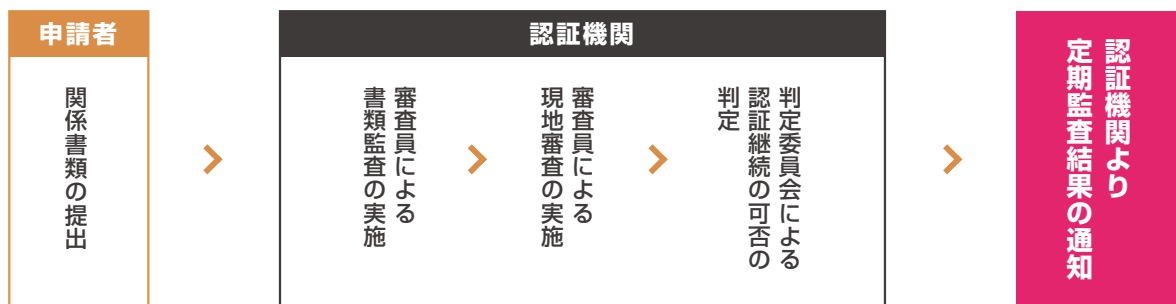 申請者
関係書類の提出
認証機関
審査員による
書類監査の実施
審査員による
現地審査の実施
判定委員会による
認証継続の可否の
判定
認証機関より
定期監査結果の通知